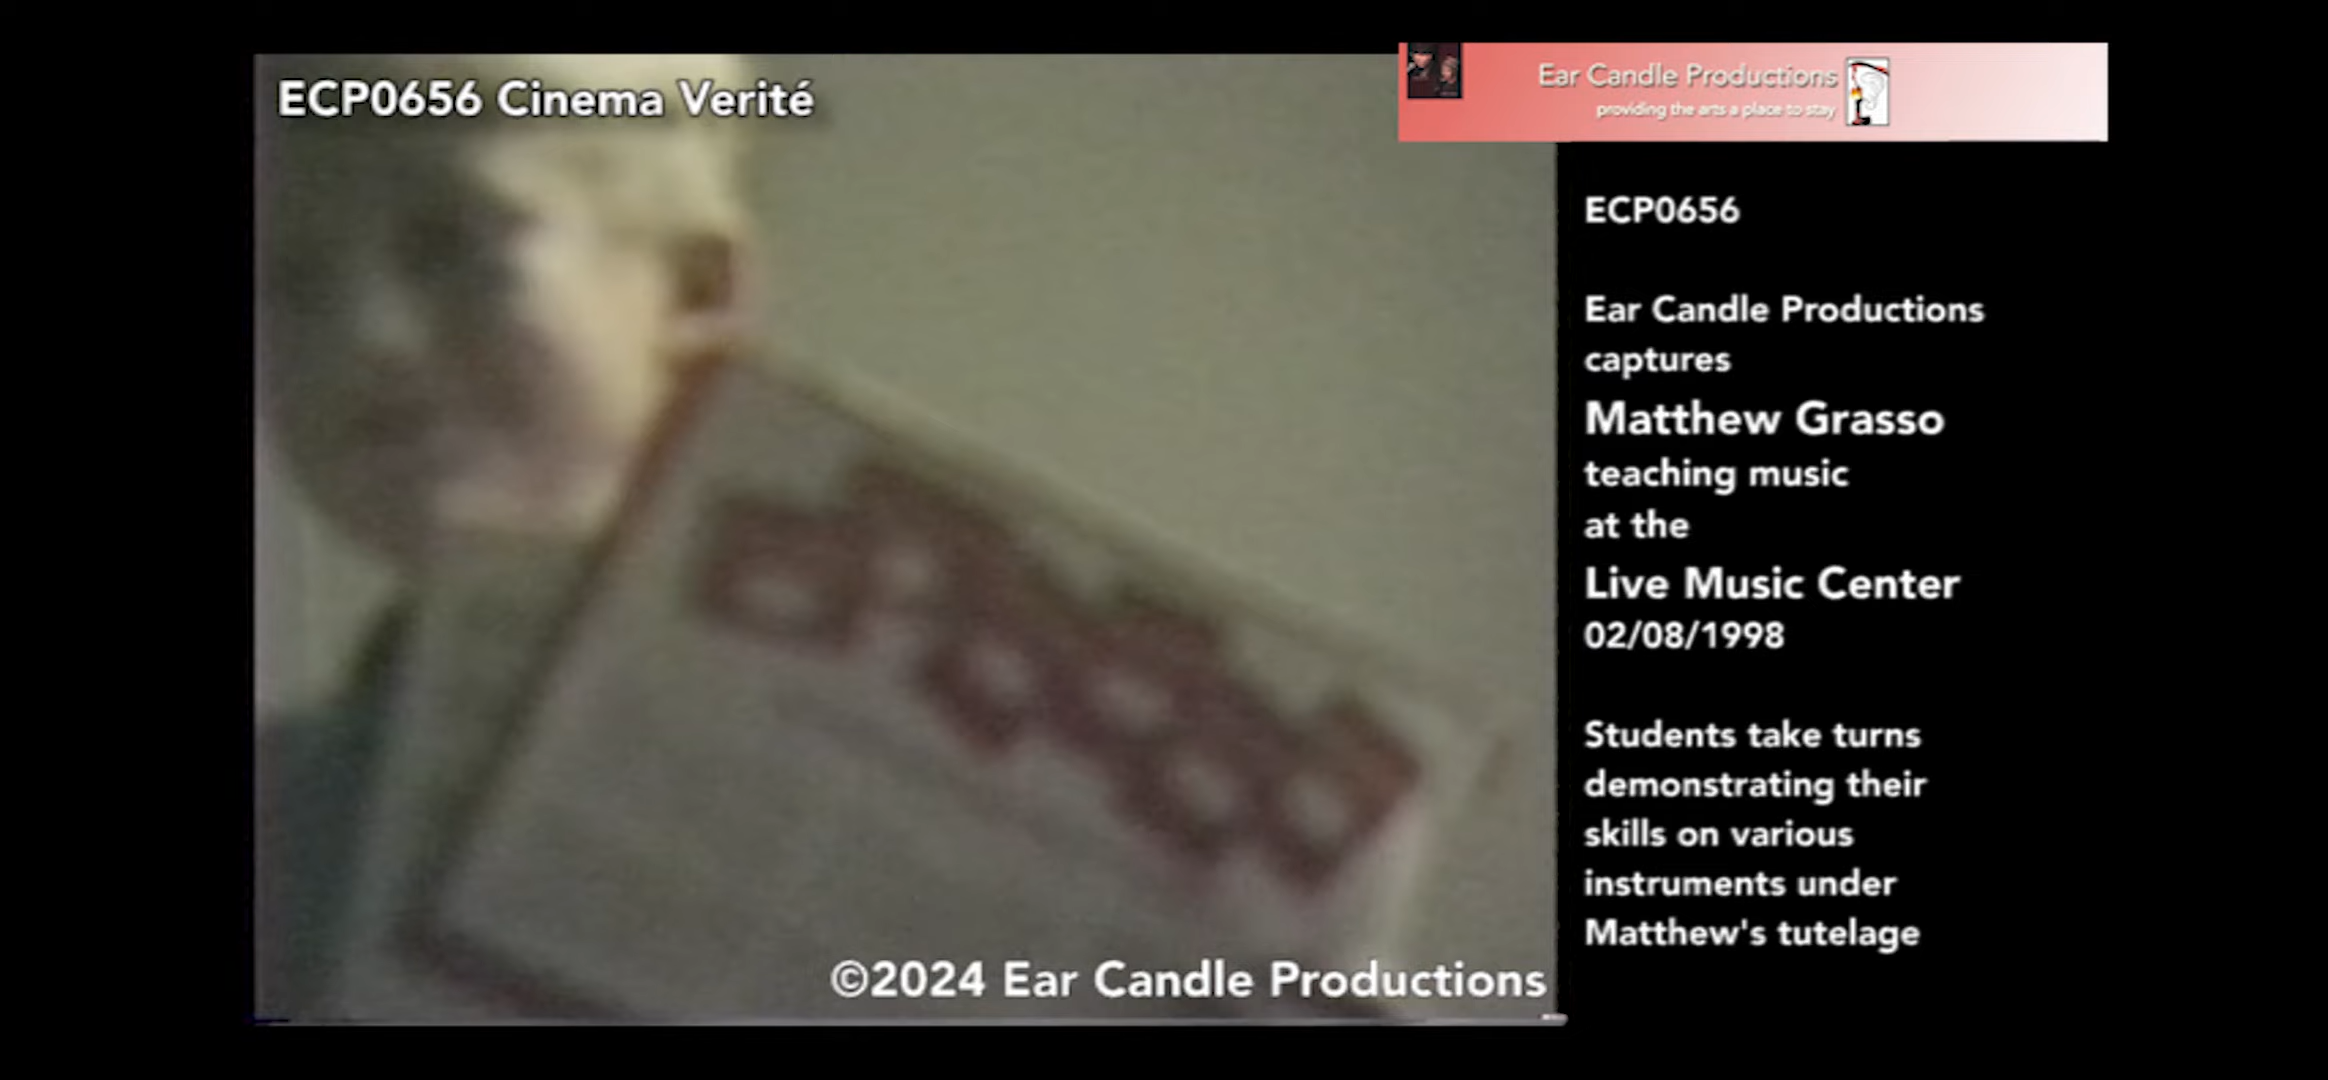 ECP0656 Cinema Verité
Ear Candle Productions
providing the arts a place to stay
ECP0656
Ear Candle Productions
captures
Matthew Grasso
teaching music
at the
Live Music Center
02/08/1998
Students take turns
demonstrating their
skills on various
instruments under
Matthew's tutelage
©2024 Ear Candle Productions